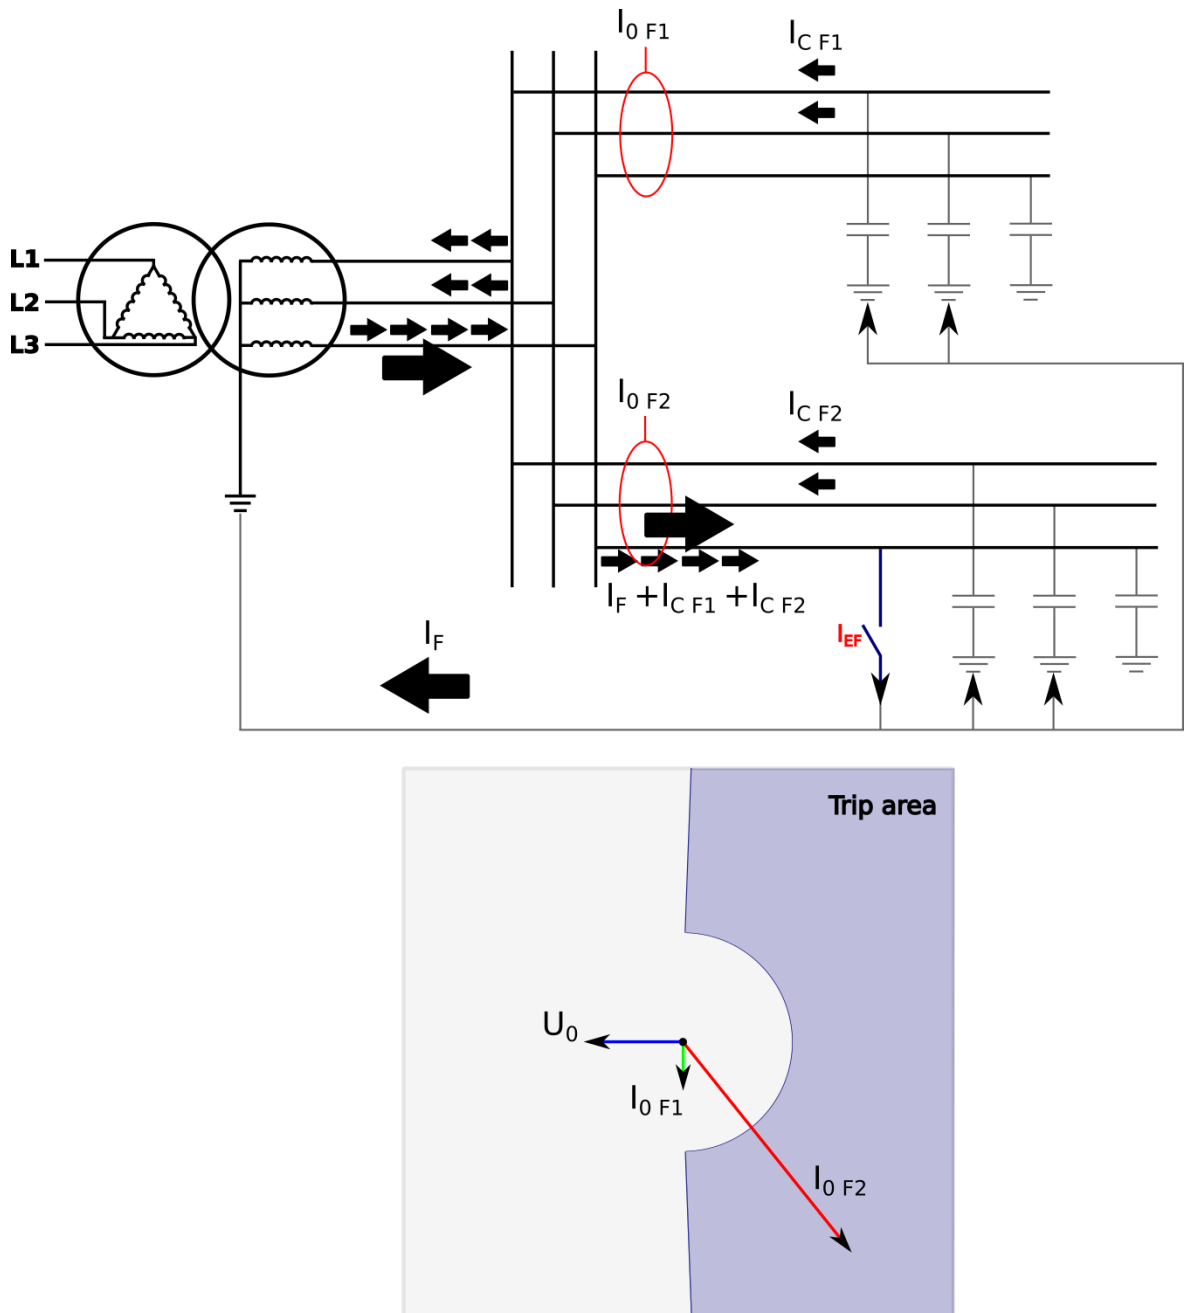 I0 F1
IC F1
L1
L2
L3
I0 F2
IC F2
IF +IC F1 +IC F2
IEF
IF
Trip area
U0
I0 F1
I0 F2